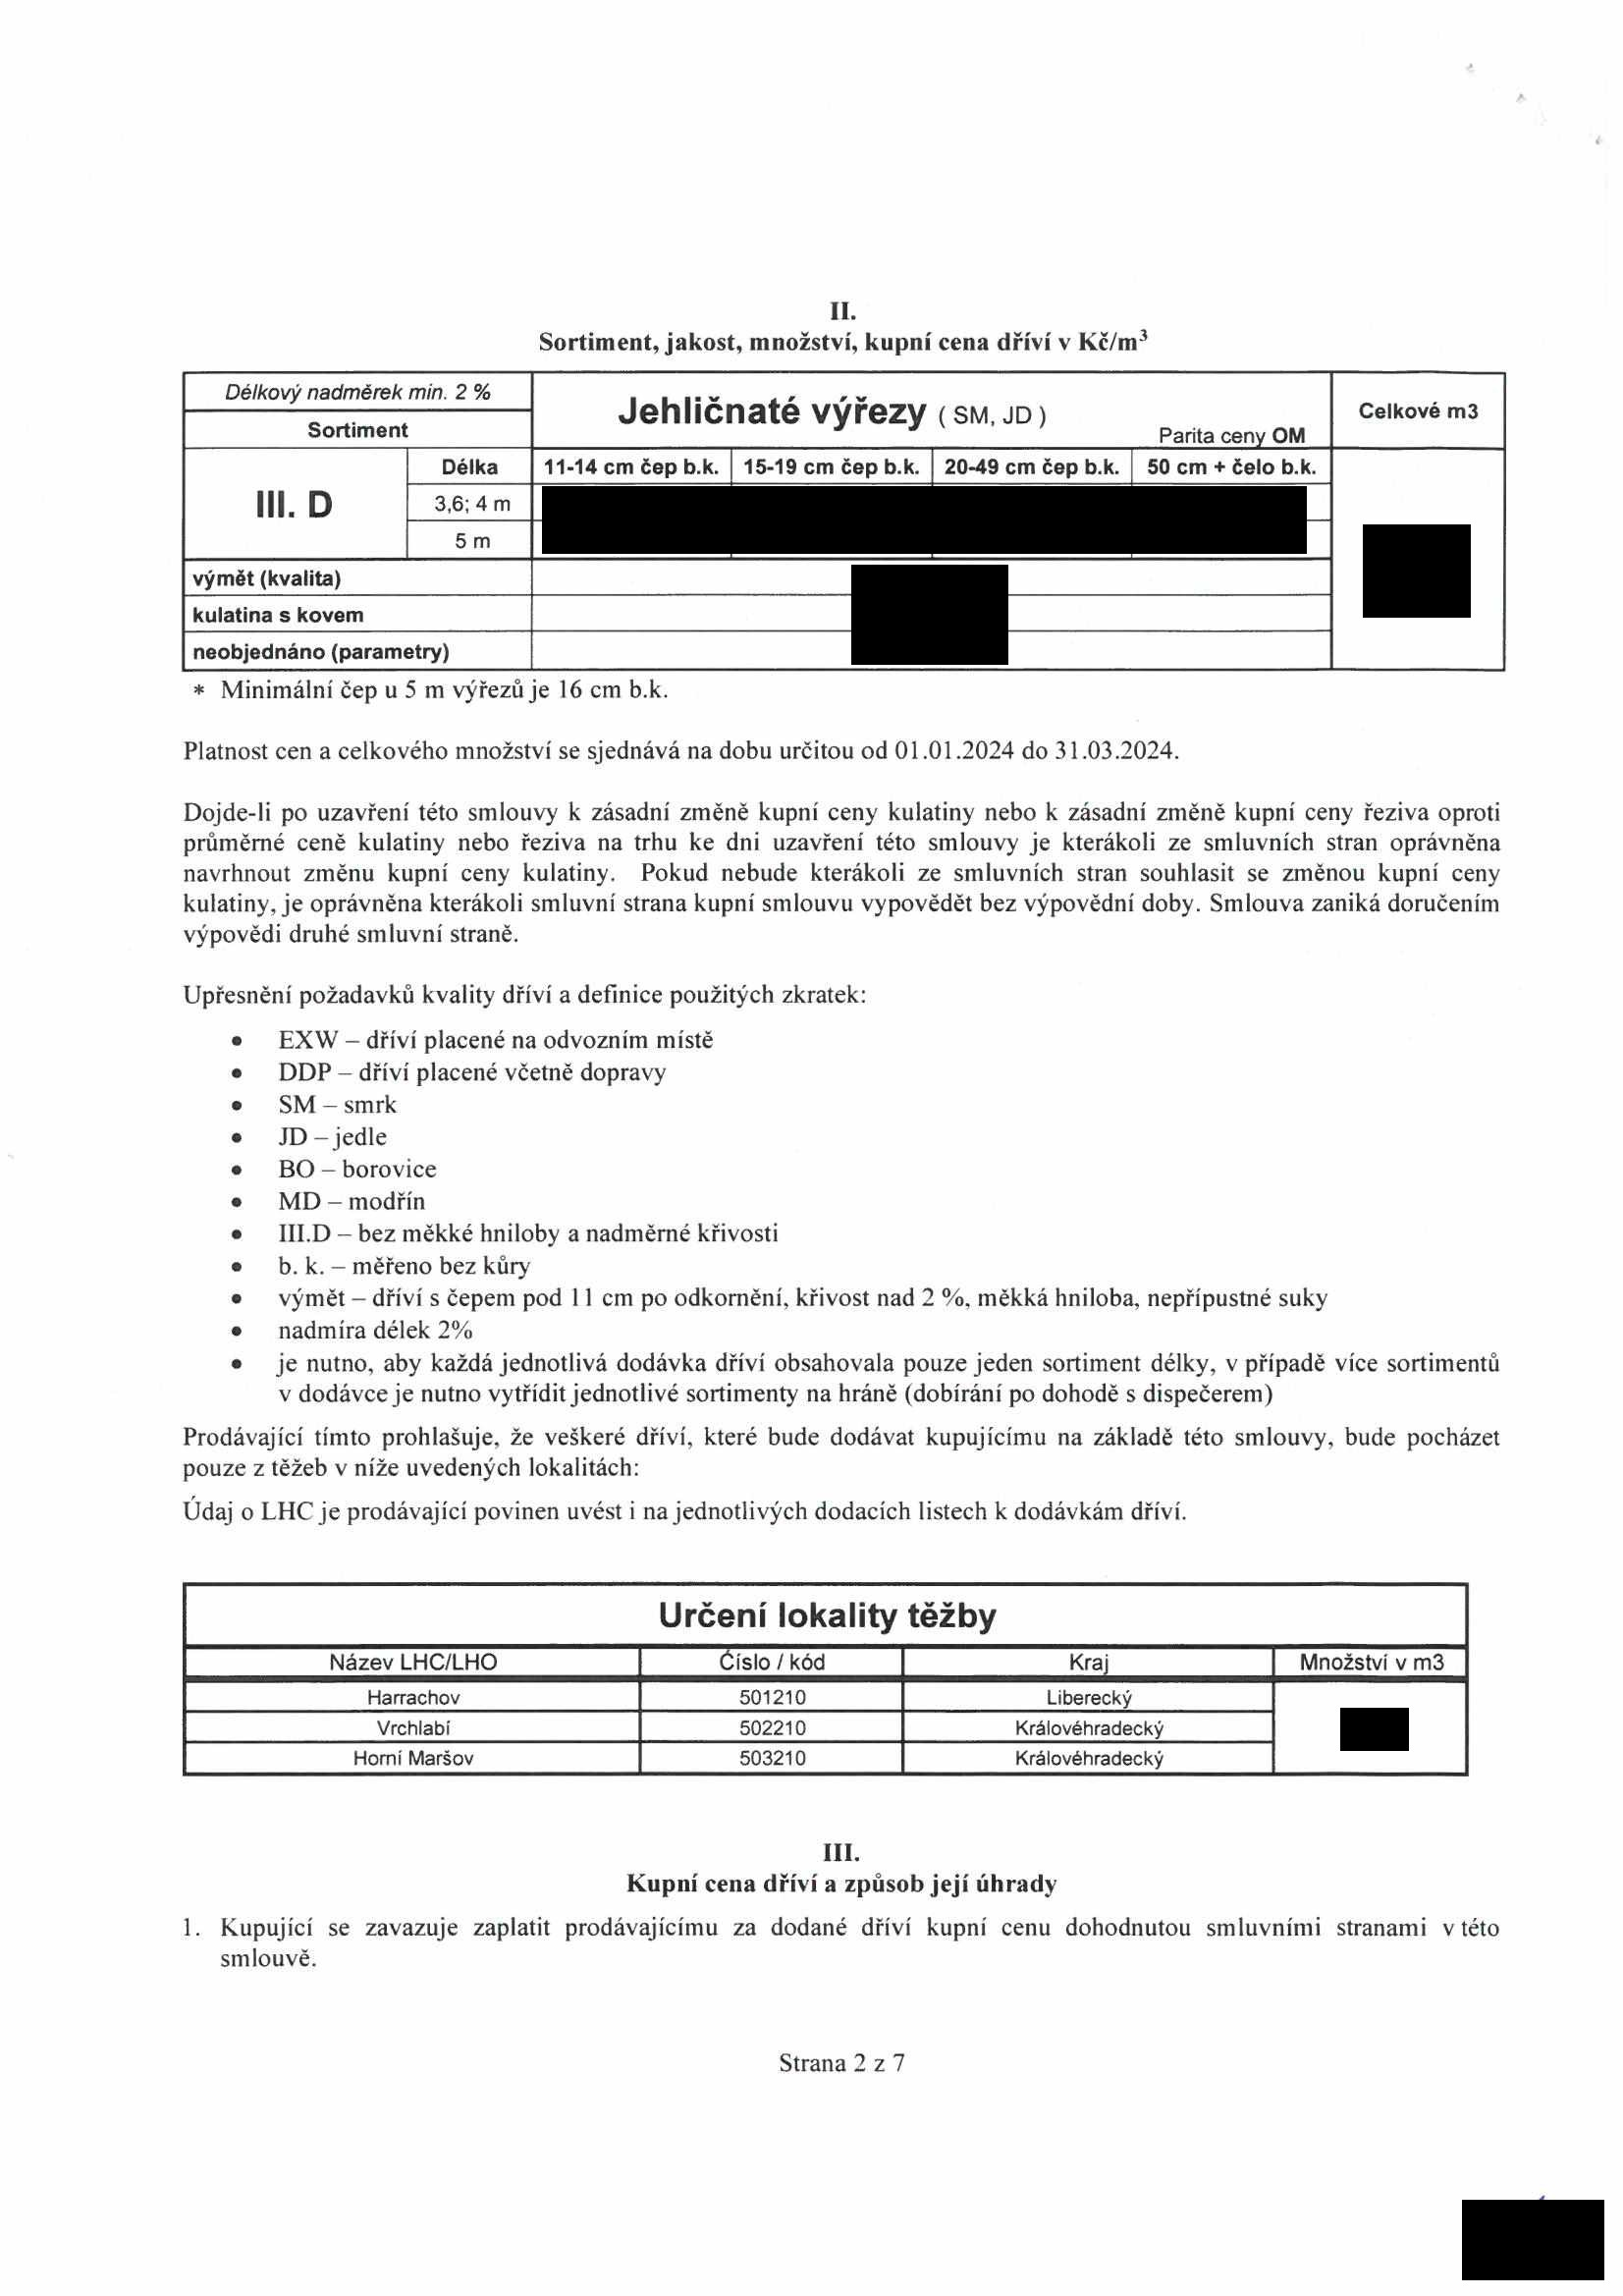 II.
Sortiment, jakost, množství, kupní cena dříví v Kč/m³
Délkový nadměrek min. 2 %
Sortiment
Jehličnaté výřezy ( SM, JD )
Parita ceny OM
Celkové m3
III. D
Délka
11-14 cm čep b.k.
15-19 cm čep b.k.
20-49 cm čep b.k.
50 cm + čelo b.k.
3,6; 4 m
5 m
výmět (kvalita)
kulatina s kovem
neobjednáno (parametry)
* Minimální čep u 5 m výřezů je 16 cm b.k.
Platnost cen a celkového množství se sjednává na dobu určitou od 01.01.2024 do 31.03.2024.
Dojde-li po uzavření této smlouvy k zásadní změně kupní ceny kulatiny nebo k zásadní změně kupní ceny řeziva oproti
průměrné ceně kulatiny nebo řeziva na trhu ke dni uzavření této smlouvy je kterákoli ze smluvních stran oprávněna
navrhnout změnu kupní ceny kulatiny. Pokud nebude kterákoli ze smluvních stran souhlasit se změnou kupní ceny
kulatiny, je oprávněna kterákoli smluvní strana kupní smlouvu vypovědět bez výpovědní doby. Smlouva zaniká doručením
výpovědi druhé smluvní straně.
Upřesnění požadavků kvality dříví a definice použitých zkratek:
• EXW – dříví placené na odvozním místě
• DDP – dříví placené včetně dopravy
• SM – smrk
• JD – jedle
• BO – borovice
• MD – modřín
• III.D – bez měkké hniloby a nadměrné křivosti
• b. k. – měřeno bez kůry
• výmět – dříví s čepem pod 11 cm po odkornění, křivost nad 2 %, měkká hniloba, nepřípustné suky
• nadmíra délek 2%
• je nutno, aby každá jednotlivá dodávka dříví obsahovala pouze jeden sortiment délky, v případě více sortimentů
v dodávce je nutno vytřídit jednotlivé sortimenty na hráně (dobírání po dohodě s dispečerem)
Prodávající tímto prohlašuje, že veškeré dříví, které bude dodávat kupujícímu na základě této smlouvy, bude pocházet
pouze z těžeb v níže uvedených lokalitách:
Údaj o LHC je prodávající povinen uvést i na jednotlivých dodacích listech k dodávkám dříví.
Určení lokality těžby
Název LHC/LHO
Číslo / kód
Kraj
Množství v m3
Harrachov
501210
Liberecký
Vrchlabí
502210
Královéhradecký
Horní Maršov
503210
Královéhradecký
III.
Kupní cena dříví a způsob její úhrady
1. Kupující se zavazuje zaplatit prodávajícímu za dodané dříví kupní cenu dohodnutou smluvními stranami v této
smlouvě.
Strana 2 z 7